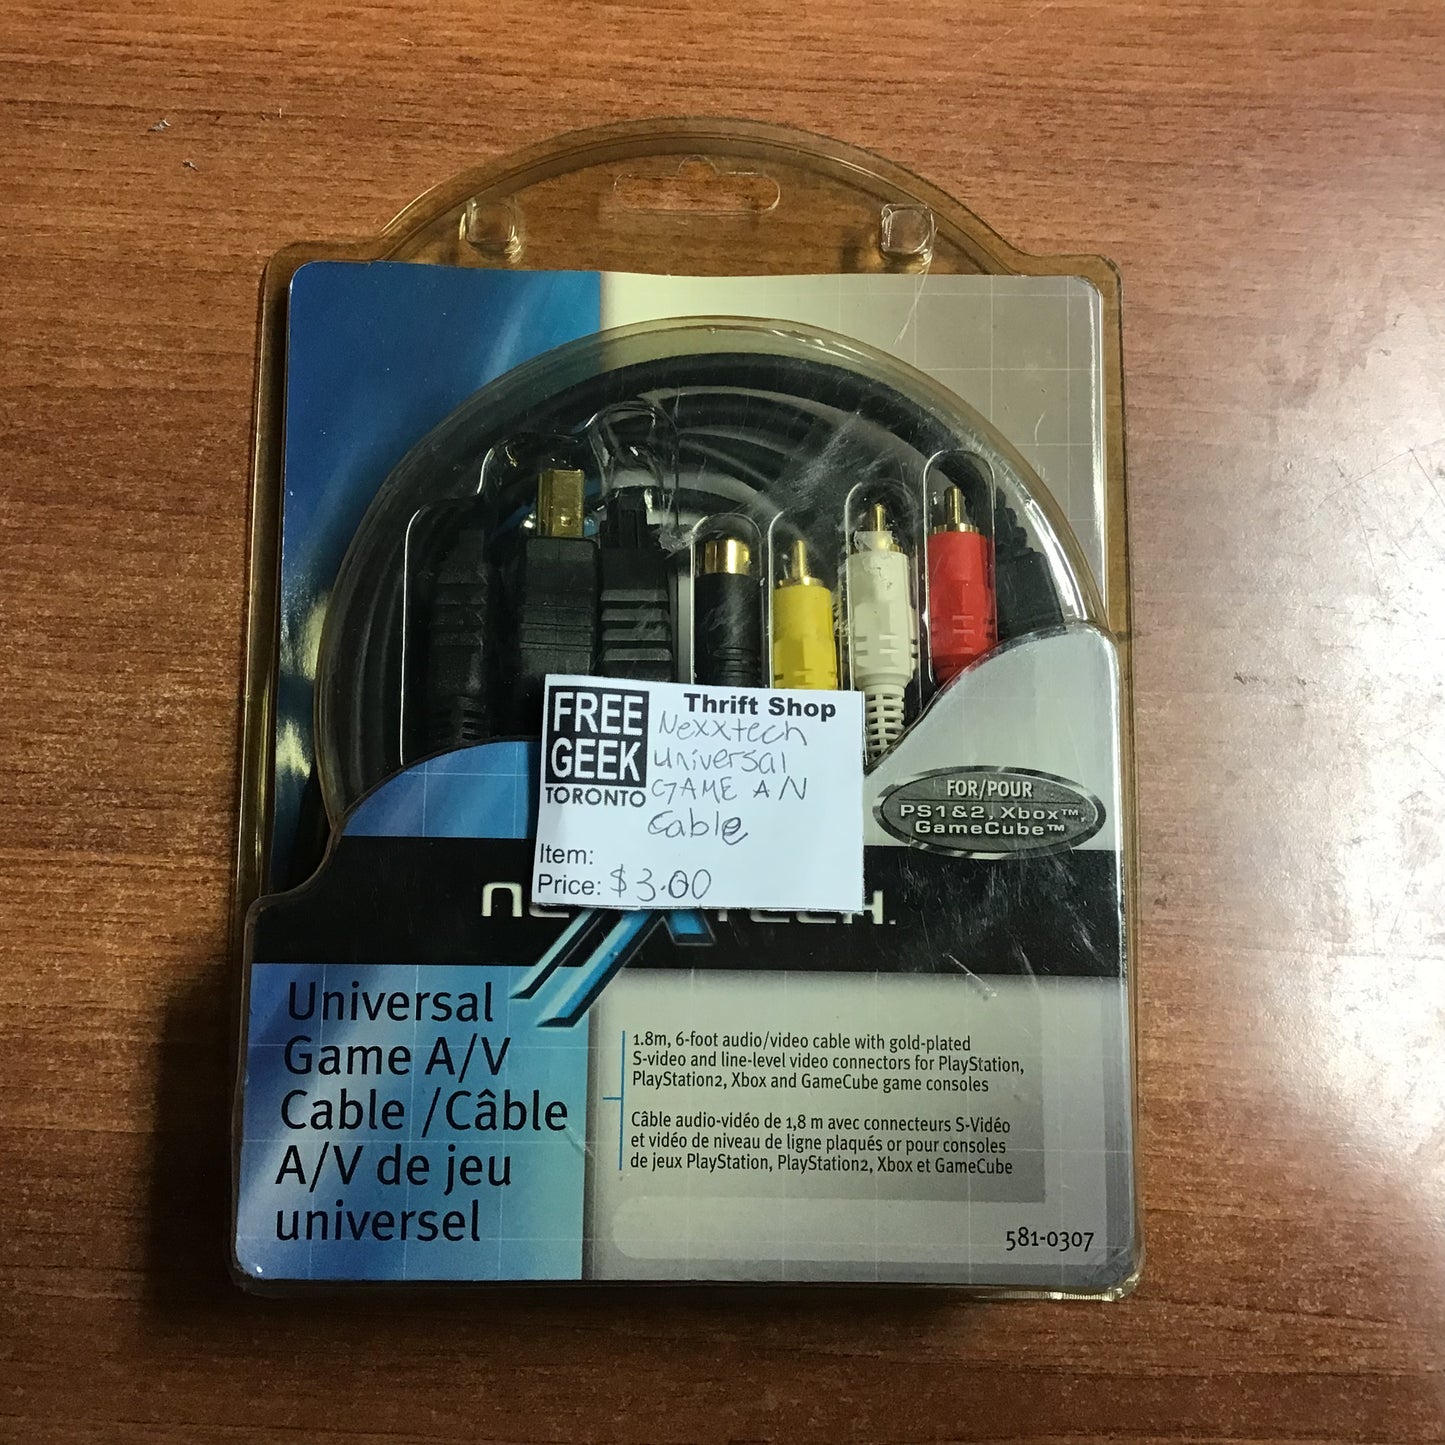 FREE
GEEK
TORONTO
Thrift Shop
Nexxtech
universal
GAME A/V
Cable
Item:
Price: $3.00
FOR/POUR
PS1&2, Xbox™,
GameCube™
Universal
Game A/V
Cable /Câble
A/V de jeu
universel
1.8m, 6-foot audio/video cable with gold-plated
S-video and line-level video connectors for PlayStation,
PlayStation2, Xbox and GameCube game consoles
Câble audio-vidéo de 1,8 m avec connecteurs S-Vidéo
et vidéo de niveau de ligne plaqués or pour consoles
de jeux PlayStation, PlayStation2, Xbox et GameCube
581-0307